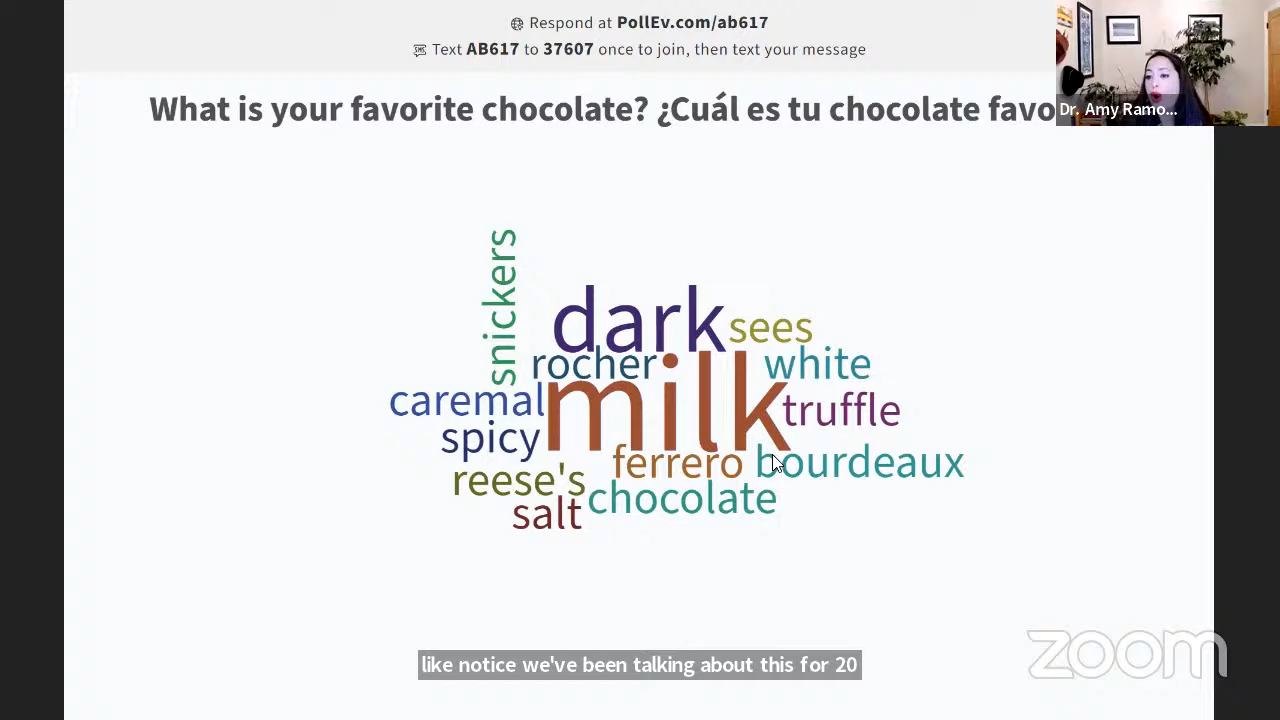 Respond at PollEv.com/ab617
Text AB617 to 37607 once to join, then text your message
What is your favorite chocolate? ¿Cuál es tu chocolate favo
Dr. Amy Ramo...
snickers
dark
sees
rocher
white
milk
caremal
truffle
spicy
ferrero
bourdeaux
reese's
chocolate
salt
like notice we've been talking about this for 20
zoom